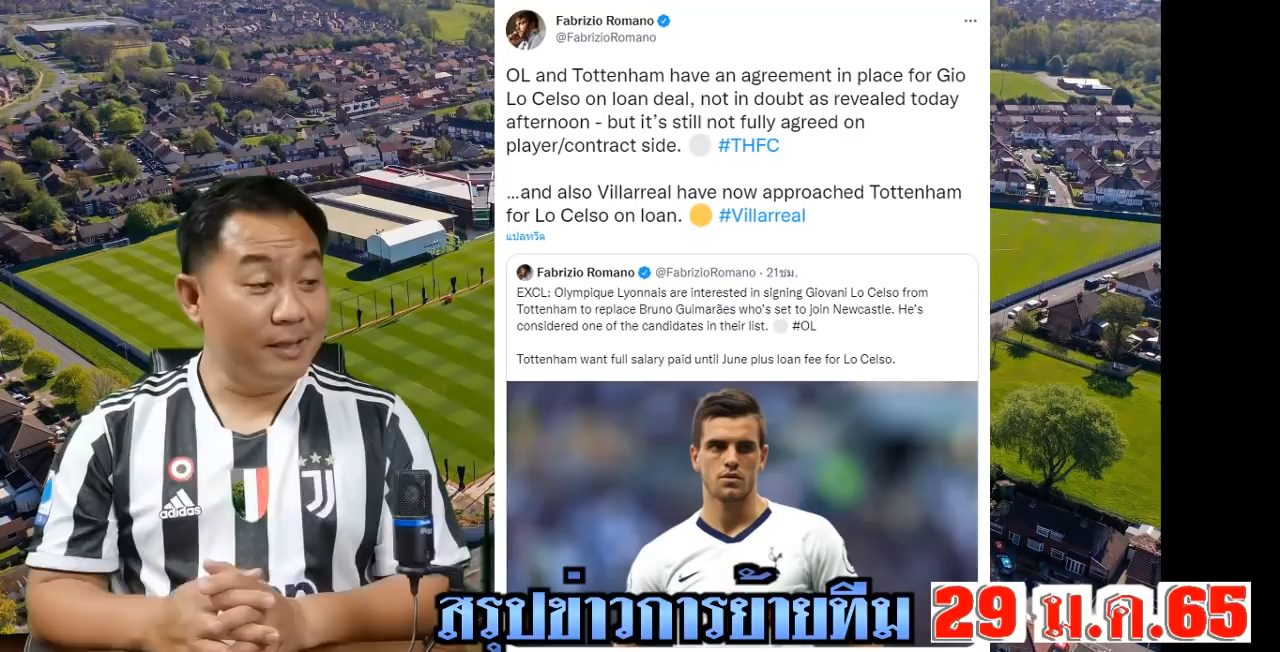 Fabrizio Romano
@FabrizioRomano
OL and Tottenham have an agreement in place for Gio
Lo Celso on loan deal, not in doubt as revealed today
afternoon - but it’s still not fully agreed on
player/contract side. #THFC
...and also Villarreal have now approached Tottenham
for Lo Celso on loan. #Villarreal
แปลทวีต
Fabrizio Romano @FabrizioRomano · 21ชม.
EXCL: Olympique Lyonnais are interested in signing Giovani Lo Celso from
Tottenham to replace Bruno Guimarães who’s set to join Newcastle. He’s
considered one of the candidates in their list. #OL
Tottenham want full salary paid until June plus loan fee for Lo Celso.
adidas
สรุปข่าวการย้ายทีม
29 ม.ค.65